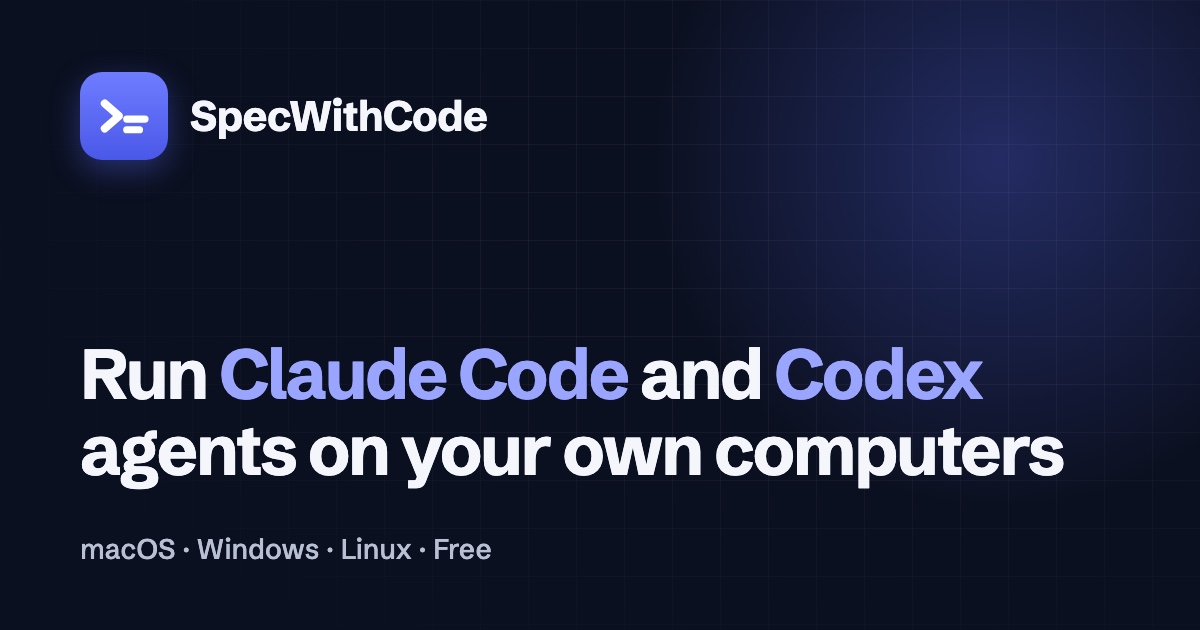 SpecWithCode
Run Claude Code and Codex
agents on your own computers
macOS · Windows · Linux · Free